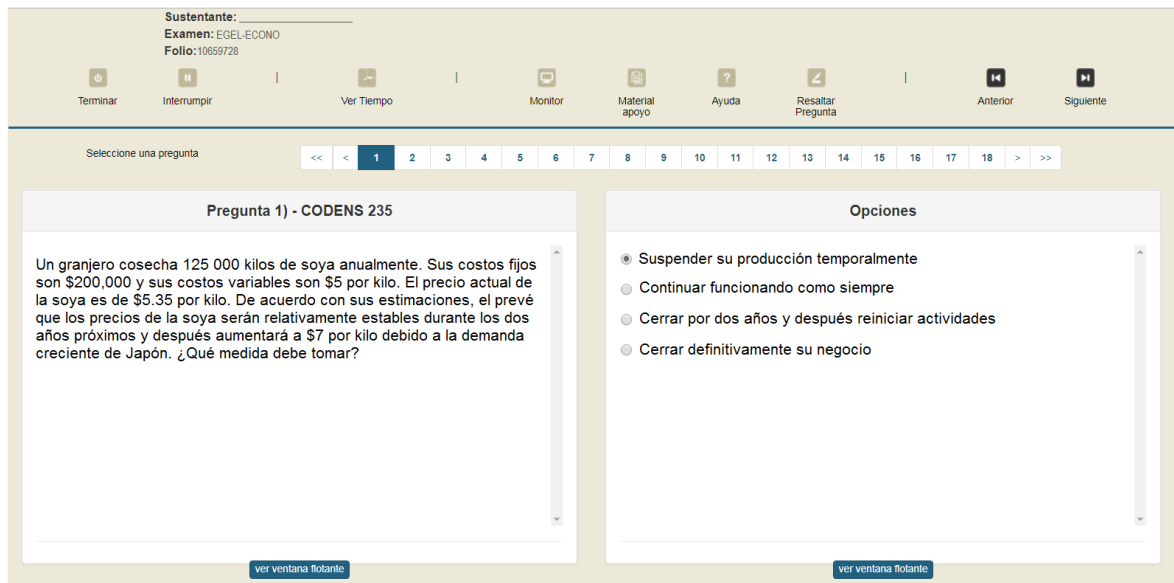 Sustentante: ____________________
Examen: EGEL-ECONO
Folio:10659728
Terminar
Interrumpir
|
Ver Tiempo
|
Monitor
Material
apoyo
Ayuda
Resaltar
Pregunta
|
Anterior
Siguiente
Seleccione una pregunta
<< < 1 2 3 4 5 6 7 8 9 10 11 12 13 14 15 16 17 18 > >>
Pregunta 1) - CODENS 235
Un granjero cosecha 125 000 kilos de soya anualmente. Sus costos fijos
son $200,000 y sus costos variables son $5 por kilo. El precio actual de
la soya es de $5.35 por kilo. De acuerdo con sus estimaciones, el prevé
que los precios de la soya serán relativamente estables durante los dos
años próximos y después aumentará a $7 por kilo debido a la demanda
creciente de Japón. ¿Qué medida debe tomar?
ver ventana flotante
Opciones
Suspender su producción temporalmente
Continuar funcionando como siempre
Cerrar por dos años y después reiniciar actividades
Cerrar definitivamente su negocio
ver ventana flotante